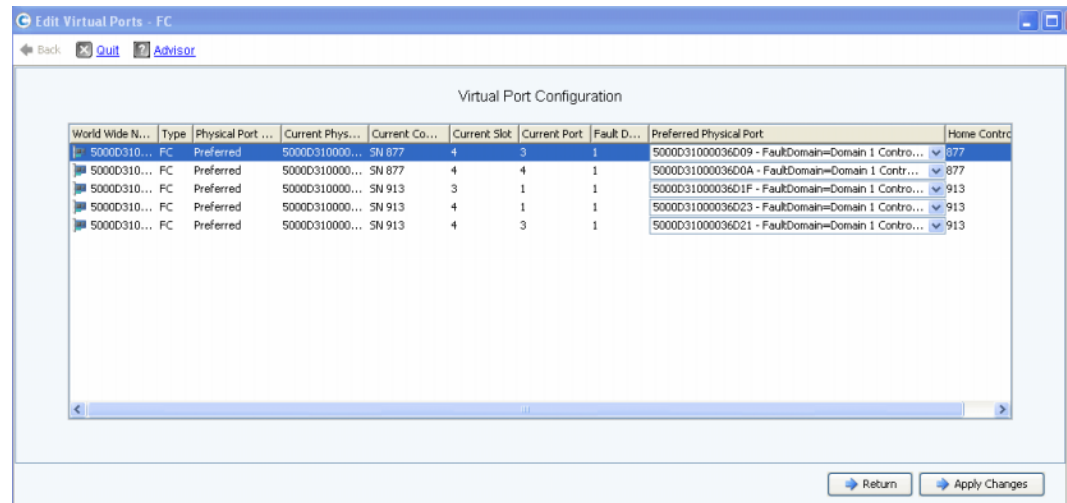 Edit Virtual Ports - FC
Back Quit Advisor
Virtual Port Configuration
World Wide N... Type Physical Port ... Current Phys... Current Co... Current Slot Current Port Fault D... Preferred Physical Port Home Contro
5000D310... FC Preferred 5000D310000... SN 877 4 3 1 5000D31000036D09 - FaultDomain=Domain 1 Contro... 877
5000D310... FC Preferred 5000D310000... SN 877 4 4 1 5000D31000036D0A - FaultDomain=Domain 1 Contr... 877
5000D310... FC Preferred 5000D310000... SN 913 3 1 1 5000D31000036D1F - FaultDomain=Domain 1 Contro... 913
5000D310... FC Preferred 5000D310000... SN 913 4 1 1 5000D31000036D23 - FaultDomain=Domain 1 Contro... 913
5000D310... FC Preferred 5000D310000... SN 913 4 3 1 5000D31000036D21 - FaultDomain=Domain 1 Contro... 913
Return Apply Changes